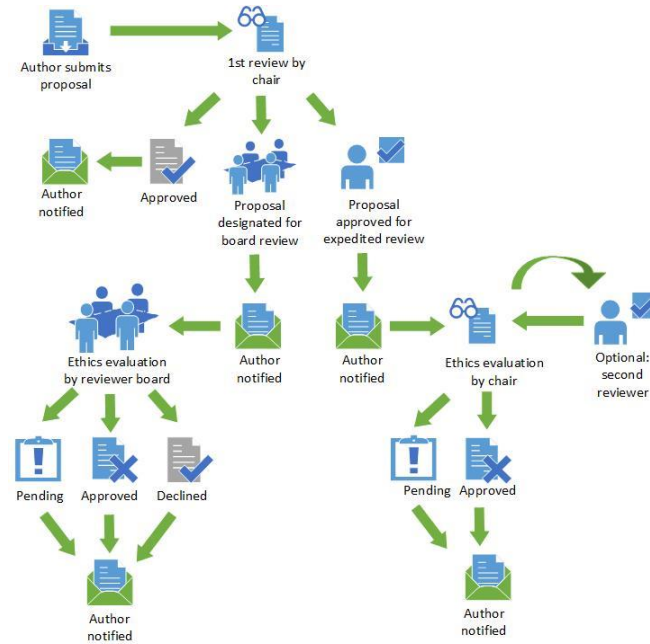 Author submits
proposal
1st review by
chair
Author
notified
Approved
Proposal
designated for
board review
Proposal
approved for
expedited review
Ethics evaluation
by reviewer board
Author
notified
Author
notified
Ethics evaluation
by chair
Optional:
second
reviewer
Pending
Approved
Declined
Pending
Approved
Author
notified
Author
notified